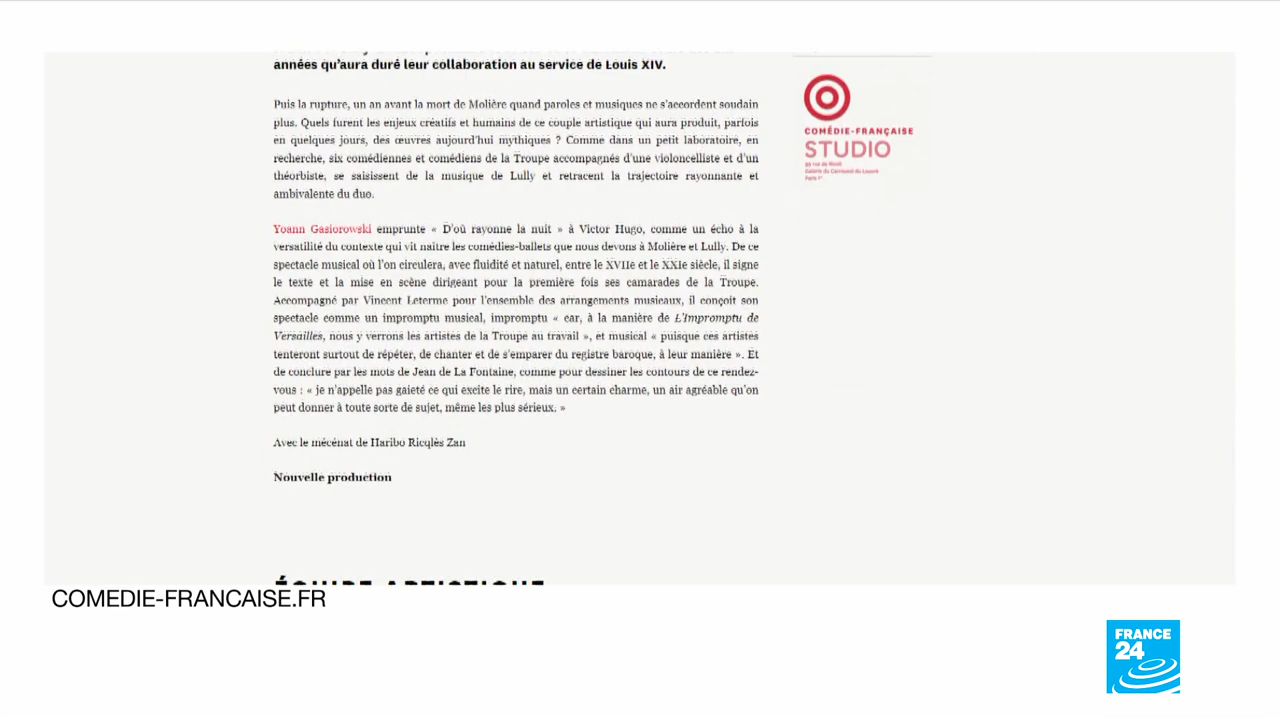 années qu'aura duré leur collaboration au service de Louis XIV.
Puis la rupture, un an avant la mort de Molière quand paroles et musiques ne s'accordent soudain
plus. Quels furent les enjeux créatifs et humains de ce couple artistique qui aura produit, parfois
en quelques jours, des œuvres aujourd'hui mythiques ? Comme dans un petit laboratoire, en
recherche, six comédiennes et comédiens de la Troupe accompagnés d'une violoncelliste et d'un
théorbiste, se saisissent de la musique de Lully et retracent la trajectoire rayonnante et
ambivalente du duo.
Yoann Gasiorowski emprunte « D'où rayonne la nuit » à Victor Hugo, comme un écho à la
versatilité du contexte qui vit naître les comédies-ballets que nous devons à Molière et Lully. De ce
spectacle musical où l'on circulera, avec fluidité et naturel, entre le XVIIe et le XXIe siècle, il signe
le texte et la mise en scène dirigeant pour la première fois ses camarades de la Troupe.
Accompagné par Vincent Leterme pour l'ensemble des arrangements musicaux, il conçoit son
spectacle comme un impromptu musical, impromptu « car, à la manière de L'Impromptu de
Versailles, nous y verrons les artistes de la Troupe au travail », et musical « puisque ces artistes
tenteront surtout de répéter, de chanter et de s'emparer du registre baroque, à leur manière ». Et
de conclure par les mots de Jean de La Fontaine, comme pour dessiner les contours de ce rendez-
vous : « je n'appelle pas gaieté ce qui excite le rire, mais un certain charme, un air agréable qu'on
peut donner à toute sorte de sujet, même les plus sérieux. »
Avec le mécénat de Haribo Ricqlès Zan
Nouvelle production
ÉQUIPE ARTISTIQUE
COMÉDIE-FRANÇAISE
STUDIO
99 rue de Rivoli
Galerie du Carrousel du Louvre
Paris 1er
COMEDIE-FRANCAISE.FR
FRANCE
24